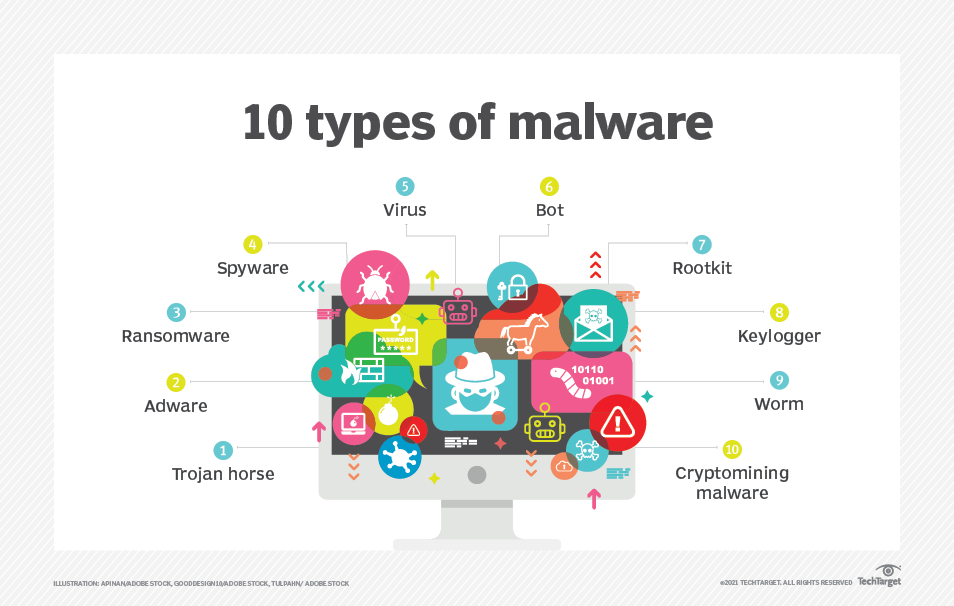 10 types of malware
5
Virus
6
Bot
4
Spyware
7
Rootkit
3
Ransomware
8
Keylogger
2
Adware
9
Worm
1
Trojan horse
10
Cryptomining
malware
PASSWORD
*****
10110
01001
ILLUSTRATION: APINAN/ADOBE STOCK, GOODDESIGN10/ADOBE STOCK, TULPAHN/ ADOBE STOCK
©2021 TECHTARGET. ALL RIGHTS RESERVED
TechTarget